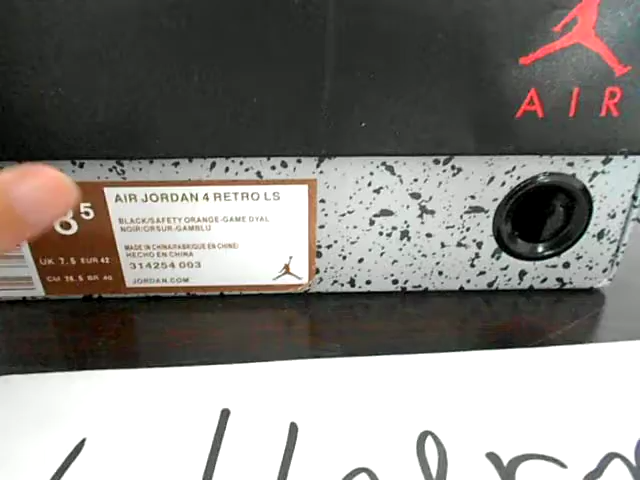 AIR
8⁵
UK 7.5 EUR 42
CM 26.5 BR 40
AIR JORDAN 4 RETRO LS
BLACK/SAFETY ORANGE-GAME OYAL
NOIR/ORSUR-GAMBLU
MADE IN CHINA/FABRIQUE EN CHINE/
HECHO EN CHINA
314254 003
JORDAN.COM